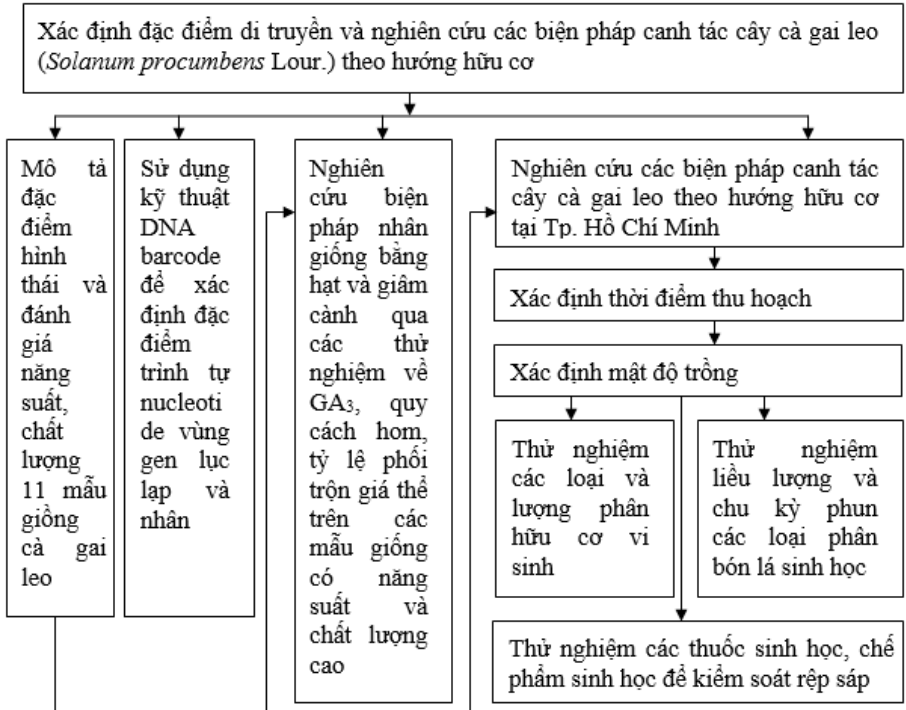 Xác định đặc điểm di truyền và nghiên cứu các biện pháp canh tác cây cà gai leo
(Solanum procumbens Lour.) theo hướng hữu cơ
Mô tả
đặc
điểm
hình
thái và
đánh
giá
năng
suất,
chất
lượng
11 mẫu
giồng
cà gai
leo
Sử dụng
kỹ thuật
DNA
barcode
để xác
định đặc
điểm
trình tự
nucleoti
de vùng
gen lục
lạp và
nhân
Nghiên
cứu biện
pháp nhân
giống bằng
hạt và giâm
cành qua
các thử
nghiệm về
GA₃, quy
cách hom,
tỷ lệ phối
trộn giá thể
trên các
mẫu giống
có năng
suất và
chất lượng
cao
Nghiên cứu các biện pháp canh tác
cây cà gai leo theo hướng hữu cơ
tại Tp. Hồ Chí Minh
Xác định thời điểm thu hoạch
Xác định mật độ trồng
Thử nghiệm
các loại và
lượng phân
hữu cơ vi
sinh
Thử nghiệm
liều lượng và
chu kỳ phun
các loại phân
bón lá sinh học
Thử nghiệm các thuốc sinh học, chế
phẩm sinh học để kiểm soát rệp sáp